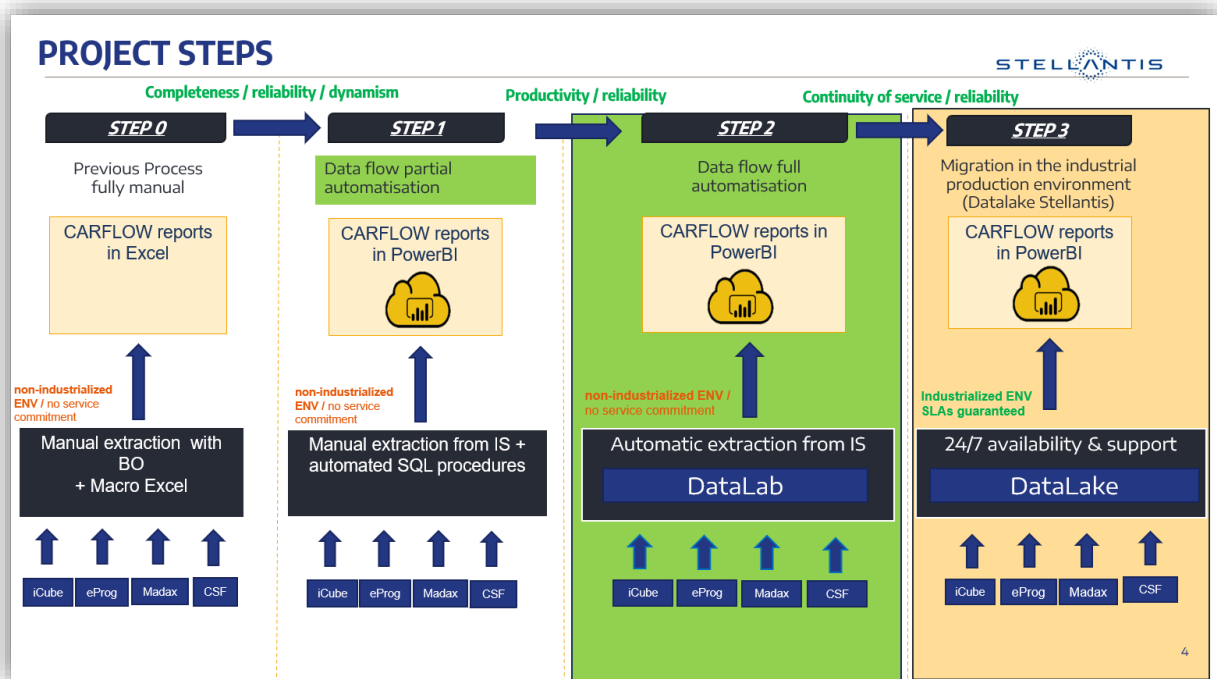 PROJECT STEPS
STELLANTIS
Completeness / reliability / dynamism
Productivity / reliability
Continuity of service / reliability
STEP 0
STEP 1
STEP 2
STEP 3
Previous Process
fully manual
Data flow partial
automatisation
Data flow full
automatisation
Migration in the industrial
production environment
(Datalake Stellantis)
CARFLOW reports
in Excel
CARFLOW reports
in PowerBI
CARFLOW reports in
PowerBI
CARFLOW reports
in PowerBI
non-industrialized
ENV / no service
commitment
non-industrialized
ENV / no service
commitment
non-industrialized ENV /
no service commitment
Industrialized ENV
SLAs guaranteed
Manual extraction with
BO
+ Macro Excel
Manual extraction from IS +
automated SQL procedures
Automatic extraction from IS
DataLab
24/7 availability & support
DataLake
iCube
eProg
Madax
CSF
iCube
eProg
Madax
CSF
iCube
eProg
Madax
CSF
iCube
eProg
Madax
CSF
4